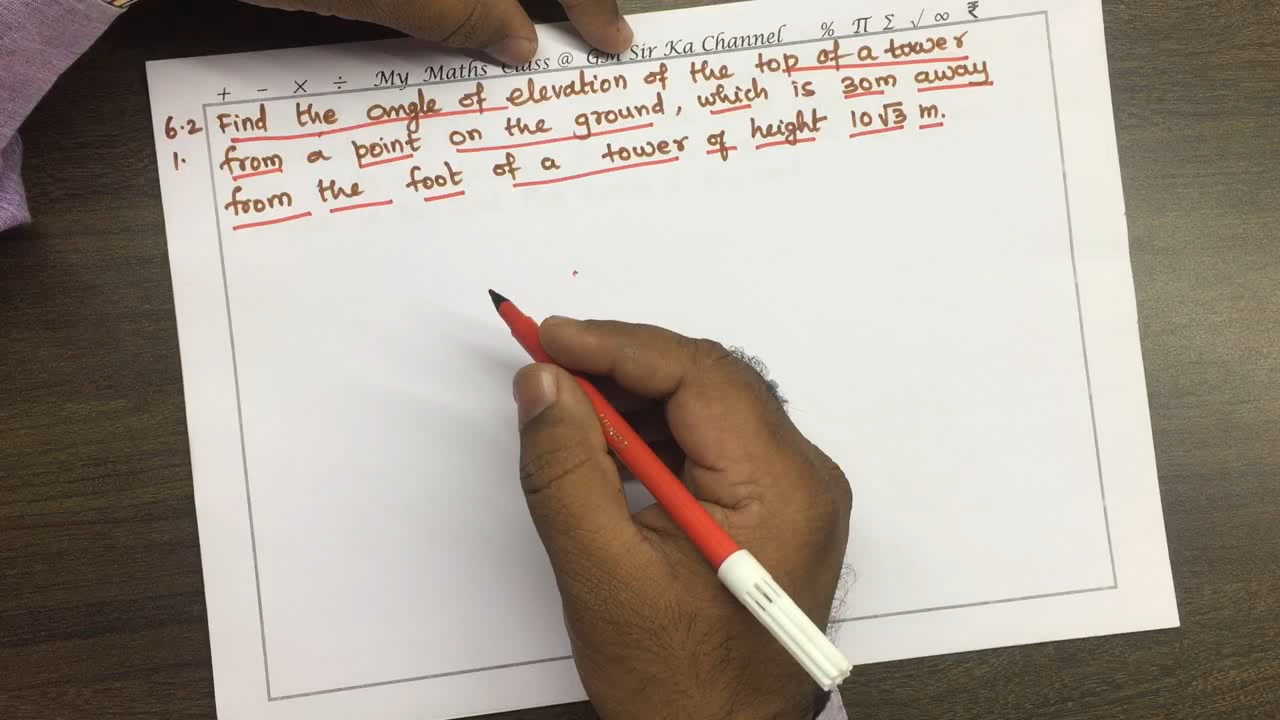 + - × ÷ My Maths Class @ GM Sir Ka Channel % Π Σ √ ∞ ₹
6.2 Find the angle of elevation of the top of a tower
1. from a point on the ground, which is 30m away
from the foot of a tower of height 10√3 m.